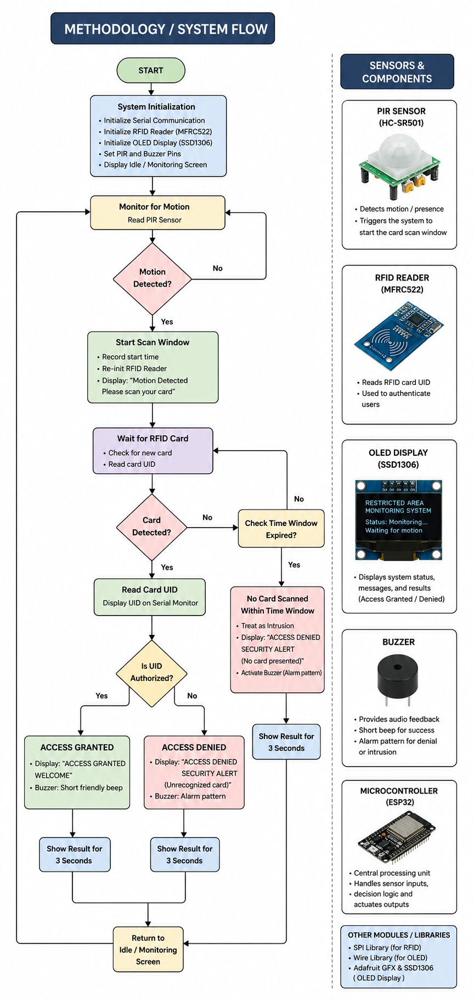 METHODOLOGY / SYSTEM FLOW
START
System Initialization
• Initialize Serial Communication
• Initialize RFID Reader (MFRC522)
• Initialize OLED Display (SSD1306)
• Set PIR and Buzzer Pins
• Display Idle / Monitoring Screen
Monitor for Motion
Read PIR Sensor
Motion
Detected?
No
Yes
Start Scan Window
• Record start time
• Re-init RFID Reader
• Display: “Motion Detected
Please scan your card”
Wait for RFID Card
• Check for new card
• Read card UID
Card
Detected?
No
Yes
Check Time Window
Expired?
No
Yes
Read Card UID
Display UID on Serial Monitor
No Card Scanned
Within Time Window
• Treat as Intrusion
• Display: “ACCESS DENIED
SECURITY ALERT
(No card presented)”
• Activate Buzzer (Alarm pattern)
Is UID
Authorized?
Yes
No
Show Result for
3 Seconds
ACCESS GRANTED
• Display: “ACCESS GRANTED
WELCOME”
• Buzzer: Short friendly beep
ACCESS DENIED
• Display: “ACCESS DENIED
SECURITY ALERT
(Unrecognized card)”
• Buzzer: Alarm pattern
Show Result for
3 Seconds
Show Result for
3 Seconds
Return to
Idle / Monitoring
Screen
SENSORS &
COMPONENTS
PIR SENSOR
(HC-SR501)
• Detects motion / presence
• Triggers the system to
start the card scan window
RFID READER
(MFRC522)
• Reads RFID card UID
• Used to authenticate
users
OLED DISPLAY
(SSD1306)
RESTRICTED AREA
MONITORING SYSTEM
Status: Monitoring...
Waiting for motion
• Displays system status,
messages, and results
(Access Granted / Denied)
BUZZER
• Provides audio feedback
• Short beep for success
• Alarm pattern for denial
or intrusion
MICROCONTROLLER
(ESP32)
• Central processing unit
• Handles sensor inputs,
• decision logic and
actuates outputs
OTHER MODULES / LIBRARIES
• SPI Library (for RFID)
• Wire Library (for OLED)
• Adafruit GFX & SSD1306
( OLED Display )